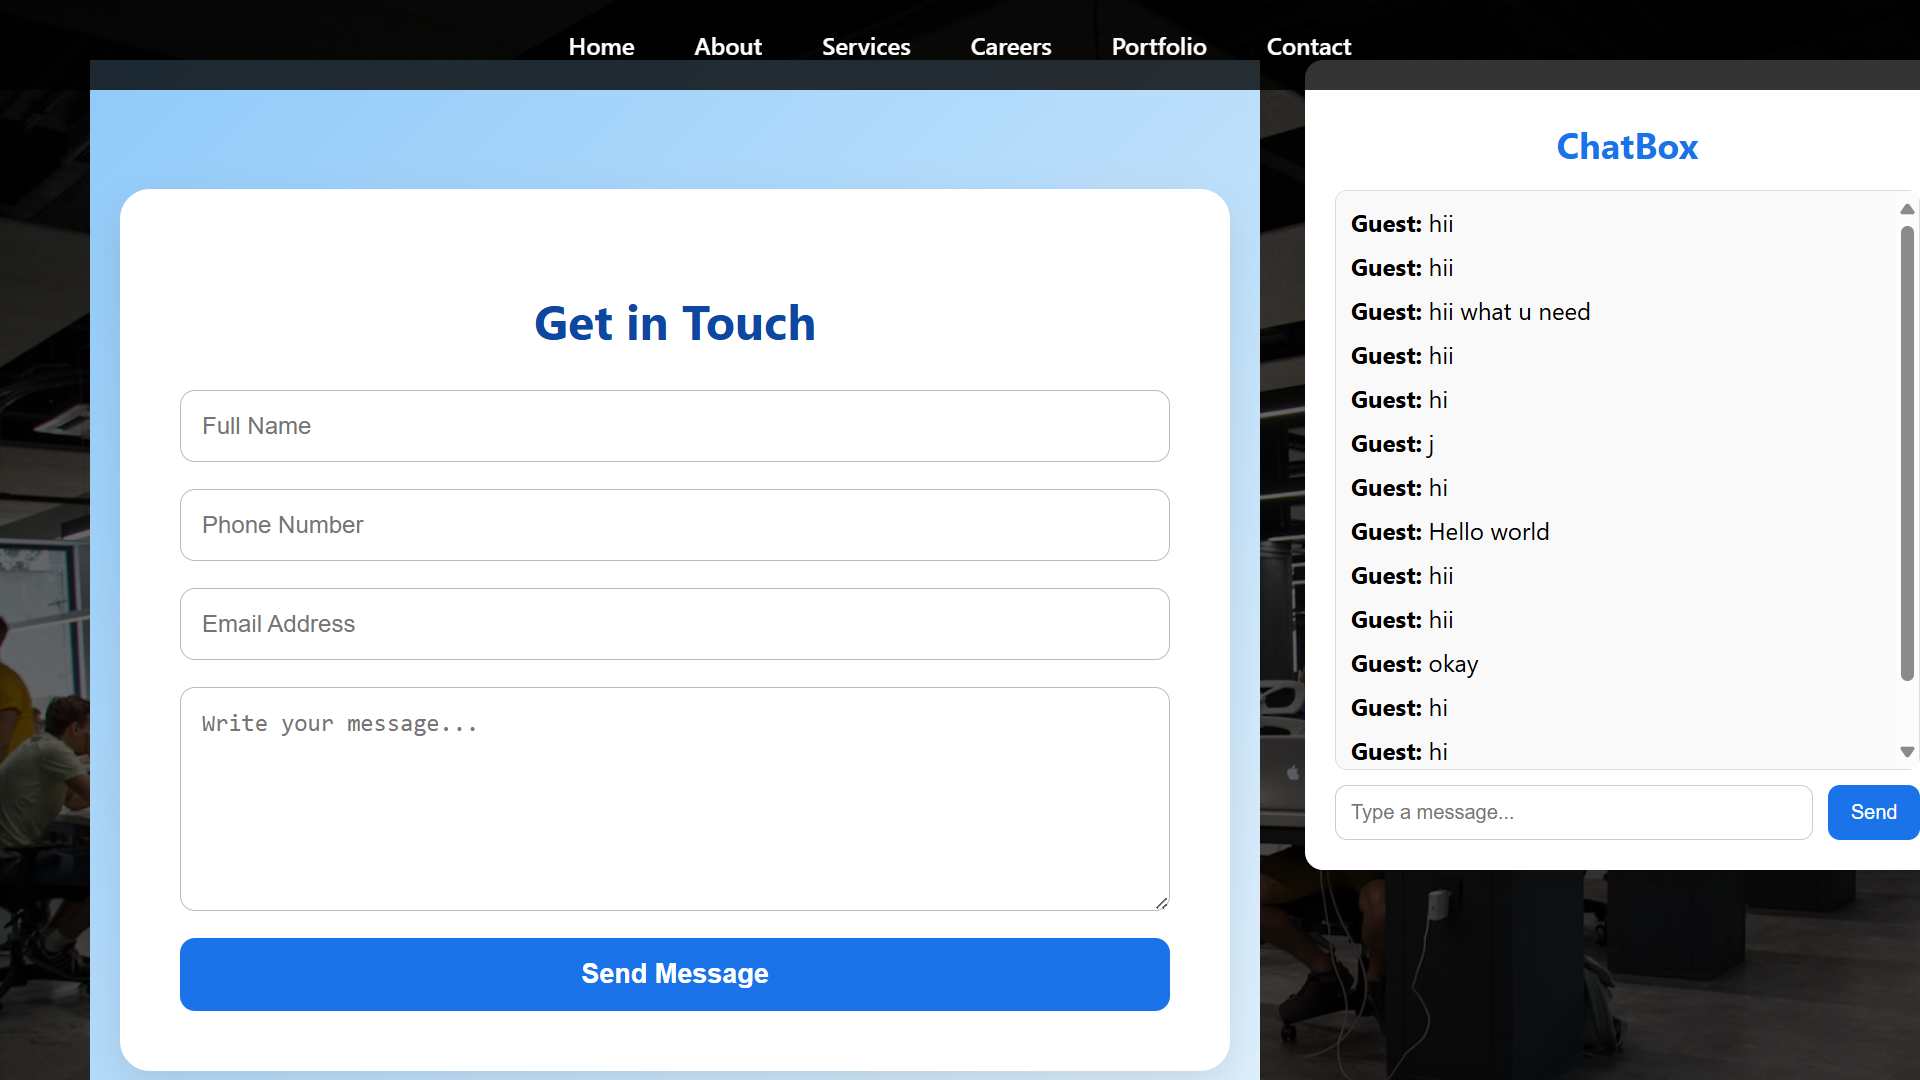 Home About Services Careers Portfolio Contact
Get in Touch
Full Name
Phone Number
Email Address
Write your message...
Send Message
ChatBox
Guest: hii
Guest: hii
Guest: hii what u need
Guest: hii
Guest: hi
Guest: j
Guest: hi
Guest: Hello world
Guest: hii
Guest: hii
Guest: okay
Guest: hi
Guest: hi
Type a message...
Send